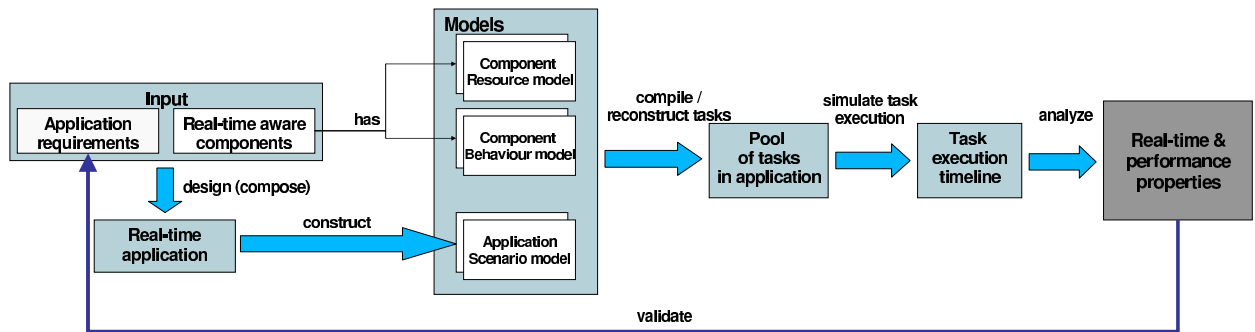 Models
Component
Resource model
Component
Behaviour model
Application
Scenario model
Input
Application
requirements
Real-time aware
components
has
design (compose)
Real-time
application
construct
compile /
reconstruct tasks
Pool
of tasks
in application
simulate task
execution
Task
execution
timeline
analyze
Real-time &
performance
properties
validate